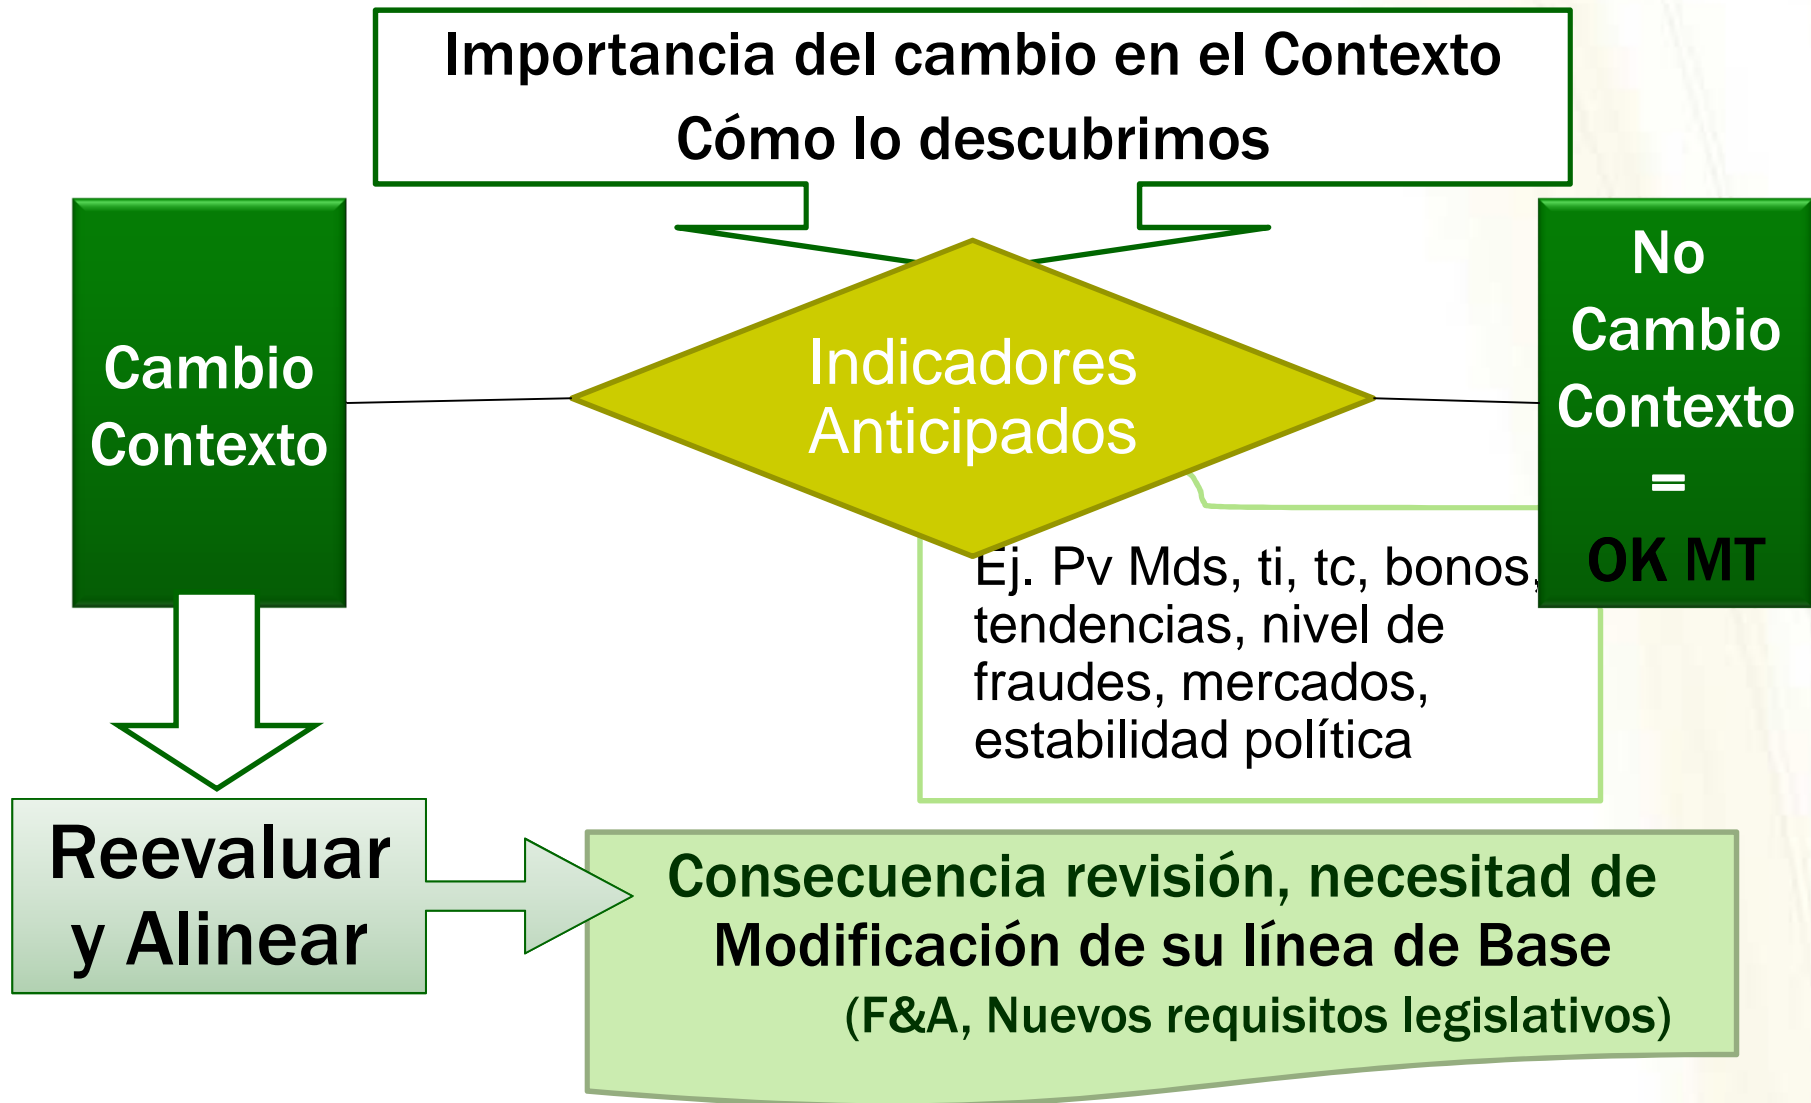 Importancia del cambio en el Contexto
Cómo lo descubrimos
Cambio
Contexto
Indicadores
Anticipados
No
Cambio
Contexto
=
OK MT
Ej. Pv Mds, ti, tc, bonos,
tendencias, nivel de
fraudes, mercados,
estabilidad política
Reevaluar
y Alinear
Consecuencia revisión, necesitad de
Modificación de su línea de Base
(F&A, Nuevos requisitos legislativos)